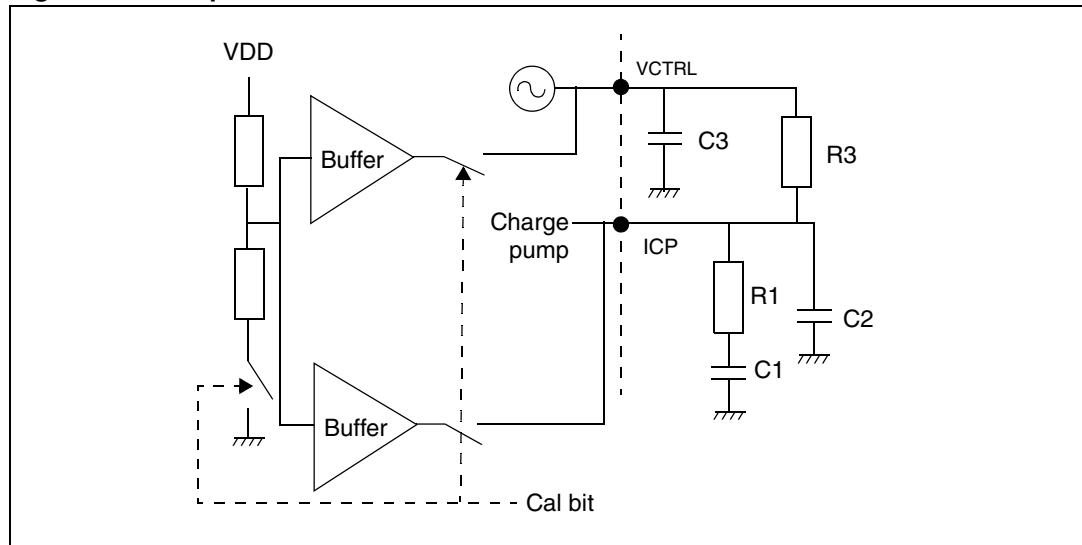 VDD
VCTRL
Buffer
C3
R3
Charge
pump
ICP
R1
C2
C1
Buffer
Cal bit